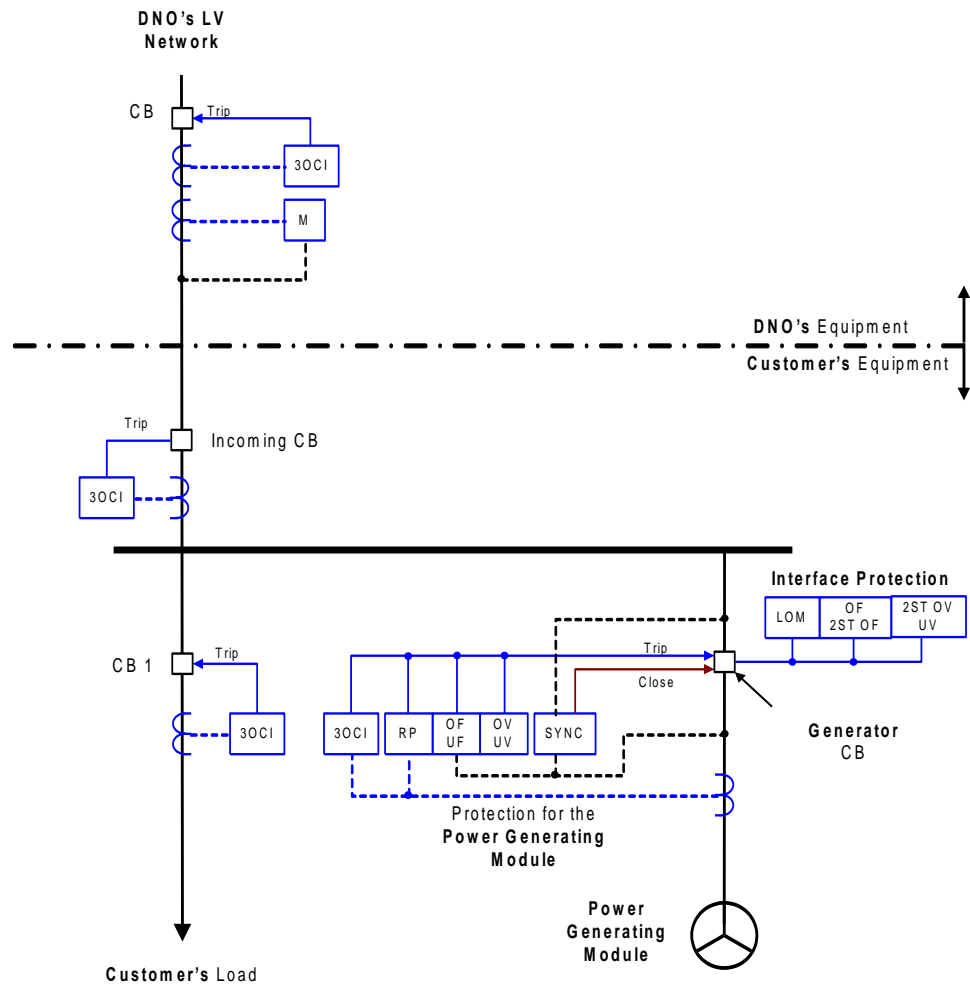 DNO's LV
Network
CB
Trip
3OCI
M
DNO's Equipment
Customer's Equipment
Trip
Incoming CB
3OCI
Interface Protection
LOM
OF
2ST OF
2ST OV
UV
CB 1
Trip
3OCI
Trip
Close
3OCI
RP
OF
UF
OV
UV
SYNC
Generator
CB
Protection for the
Power Generating
Module
Power
Generating
Module
Customer's Load